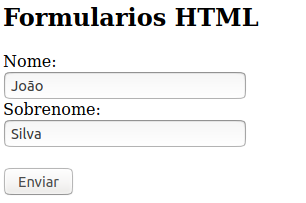 Formularios HTML
Nome:
João
Sobrenome:
Silva
Enviar